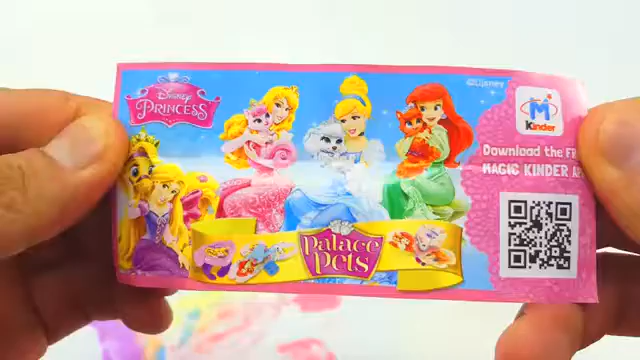 Disney
PRINCESS
©Disney
M
Kinder
Download the
MAGIC KINDER
Palace
Pets